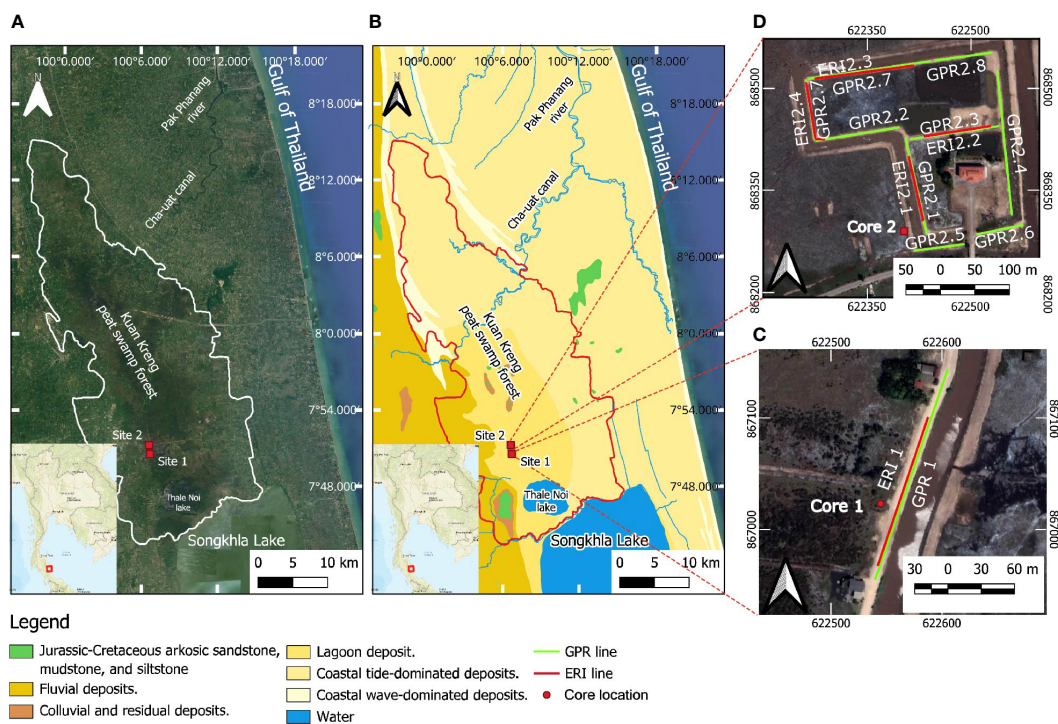 A
100°0.000' 100°6.000' 100°12.000'
N
Gulf of Thailand
Pak Phanang
river
8°18.000'
8°12.000'
Cha-uat canal
8°6.000'
8°0.000'
Kuan Kreng
peat swamp forest
7°54.000'
Site 2
Site 1
7°48.000'
Thale Noi
lake
Songkhla Lake
0 5 10 km
B
100°0.000' 100°6.000' 100°12.000'
N
Gulf of Thailand
Pak Phanang
river
8°18.000'
8°12.000'
Cha-uat canal
8°6.000'
8°0.000'
Kuan Kreng
peat swamp forest
7°54.000'
Site 2
Site 1
7°48.000'
Thale Noi
lake
Songkhla Lake
0 5 10 km
D
622350 622500
868500
868500
ERI2.3
GPR2.7
GPR2.8
ERI2.4
GPR2.7
GPR2.2
GPR2.3
ERI2.2
GPR2.4
868350
868350
ERI2.1
GPR2.1
Core 2
GPR2.5
GPR2.6
50 0 50 100 m
868200
622350 622500
C
622500 622600
867100
867100
ERI 1
GPR 1
Core 1
867000
867000
30 0 30 60 m
622500 622600
Legend
Jurassic-Cretaceous arkosic sandstone,
mudstone, and siltstone
Fluvial deposits.
Colluvial and residual deposits.
Lagoon deposit.
Coastal tide-dominated deposits.
Coastal wave-dominated deposits.
Water
GPR line
ERI line
Core location